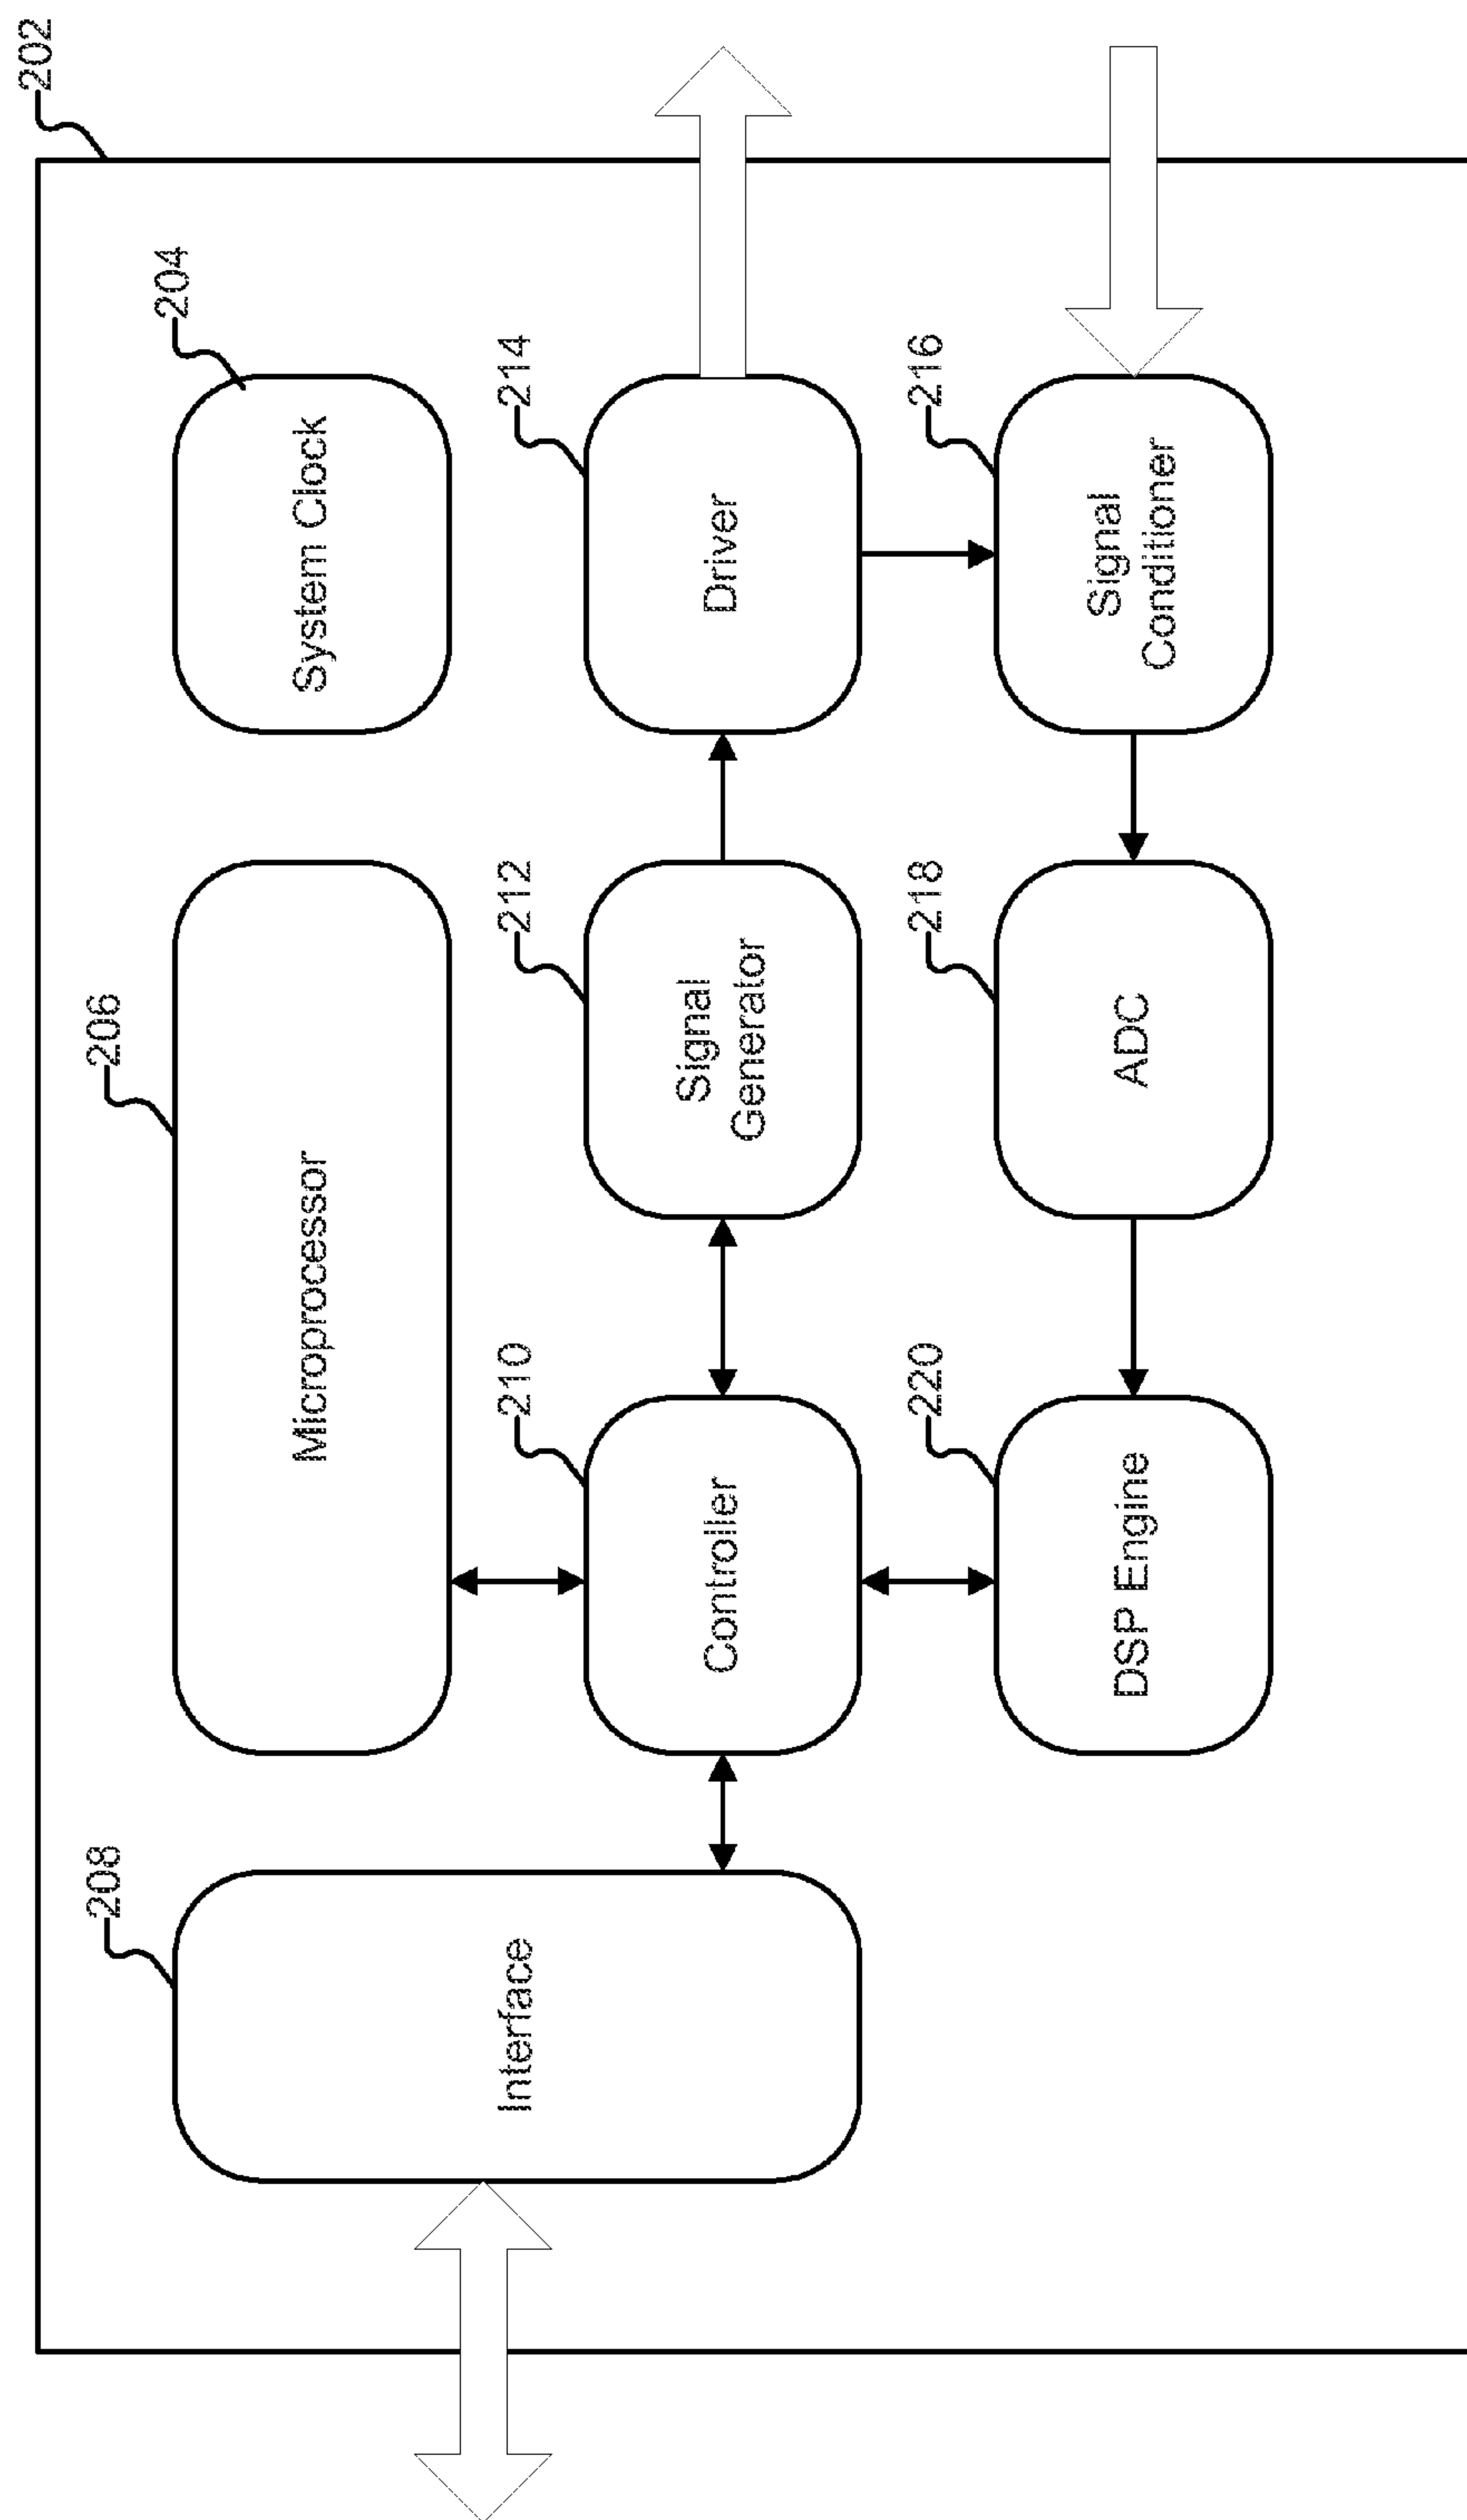 202
206
204
208
Microprocessor
System Clock
210
212
214
Interface
Controller
Signal
Generator
Driver
220
218
216
DSP Engine
ADC
Signal
Conditioner